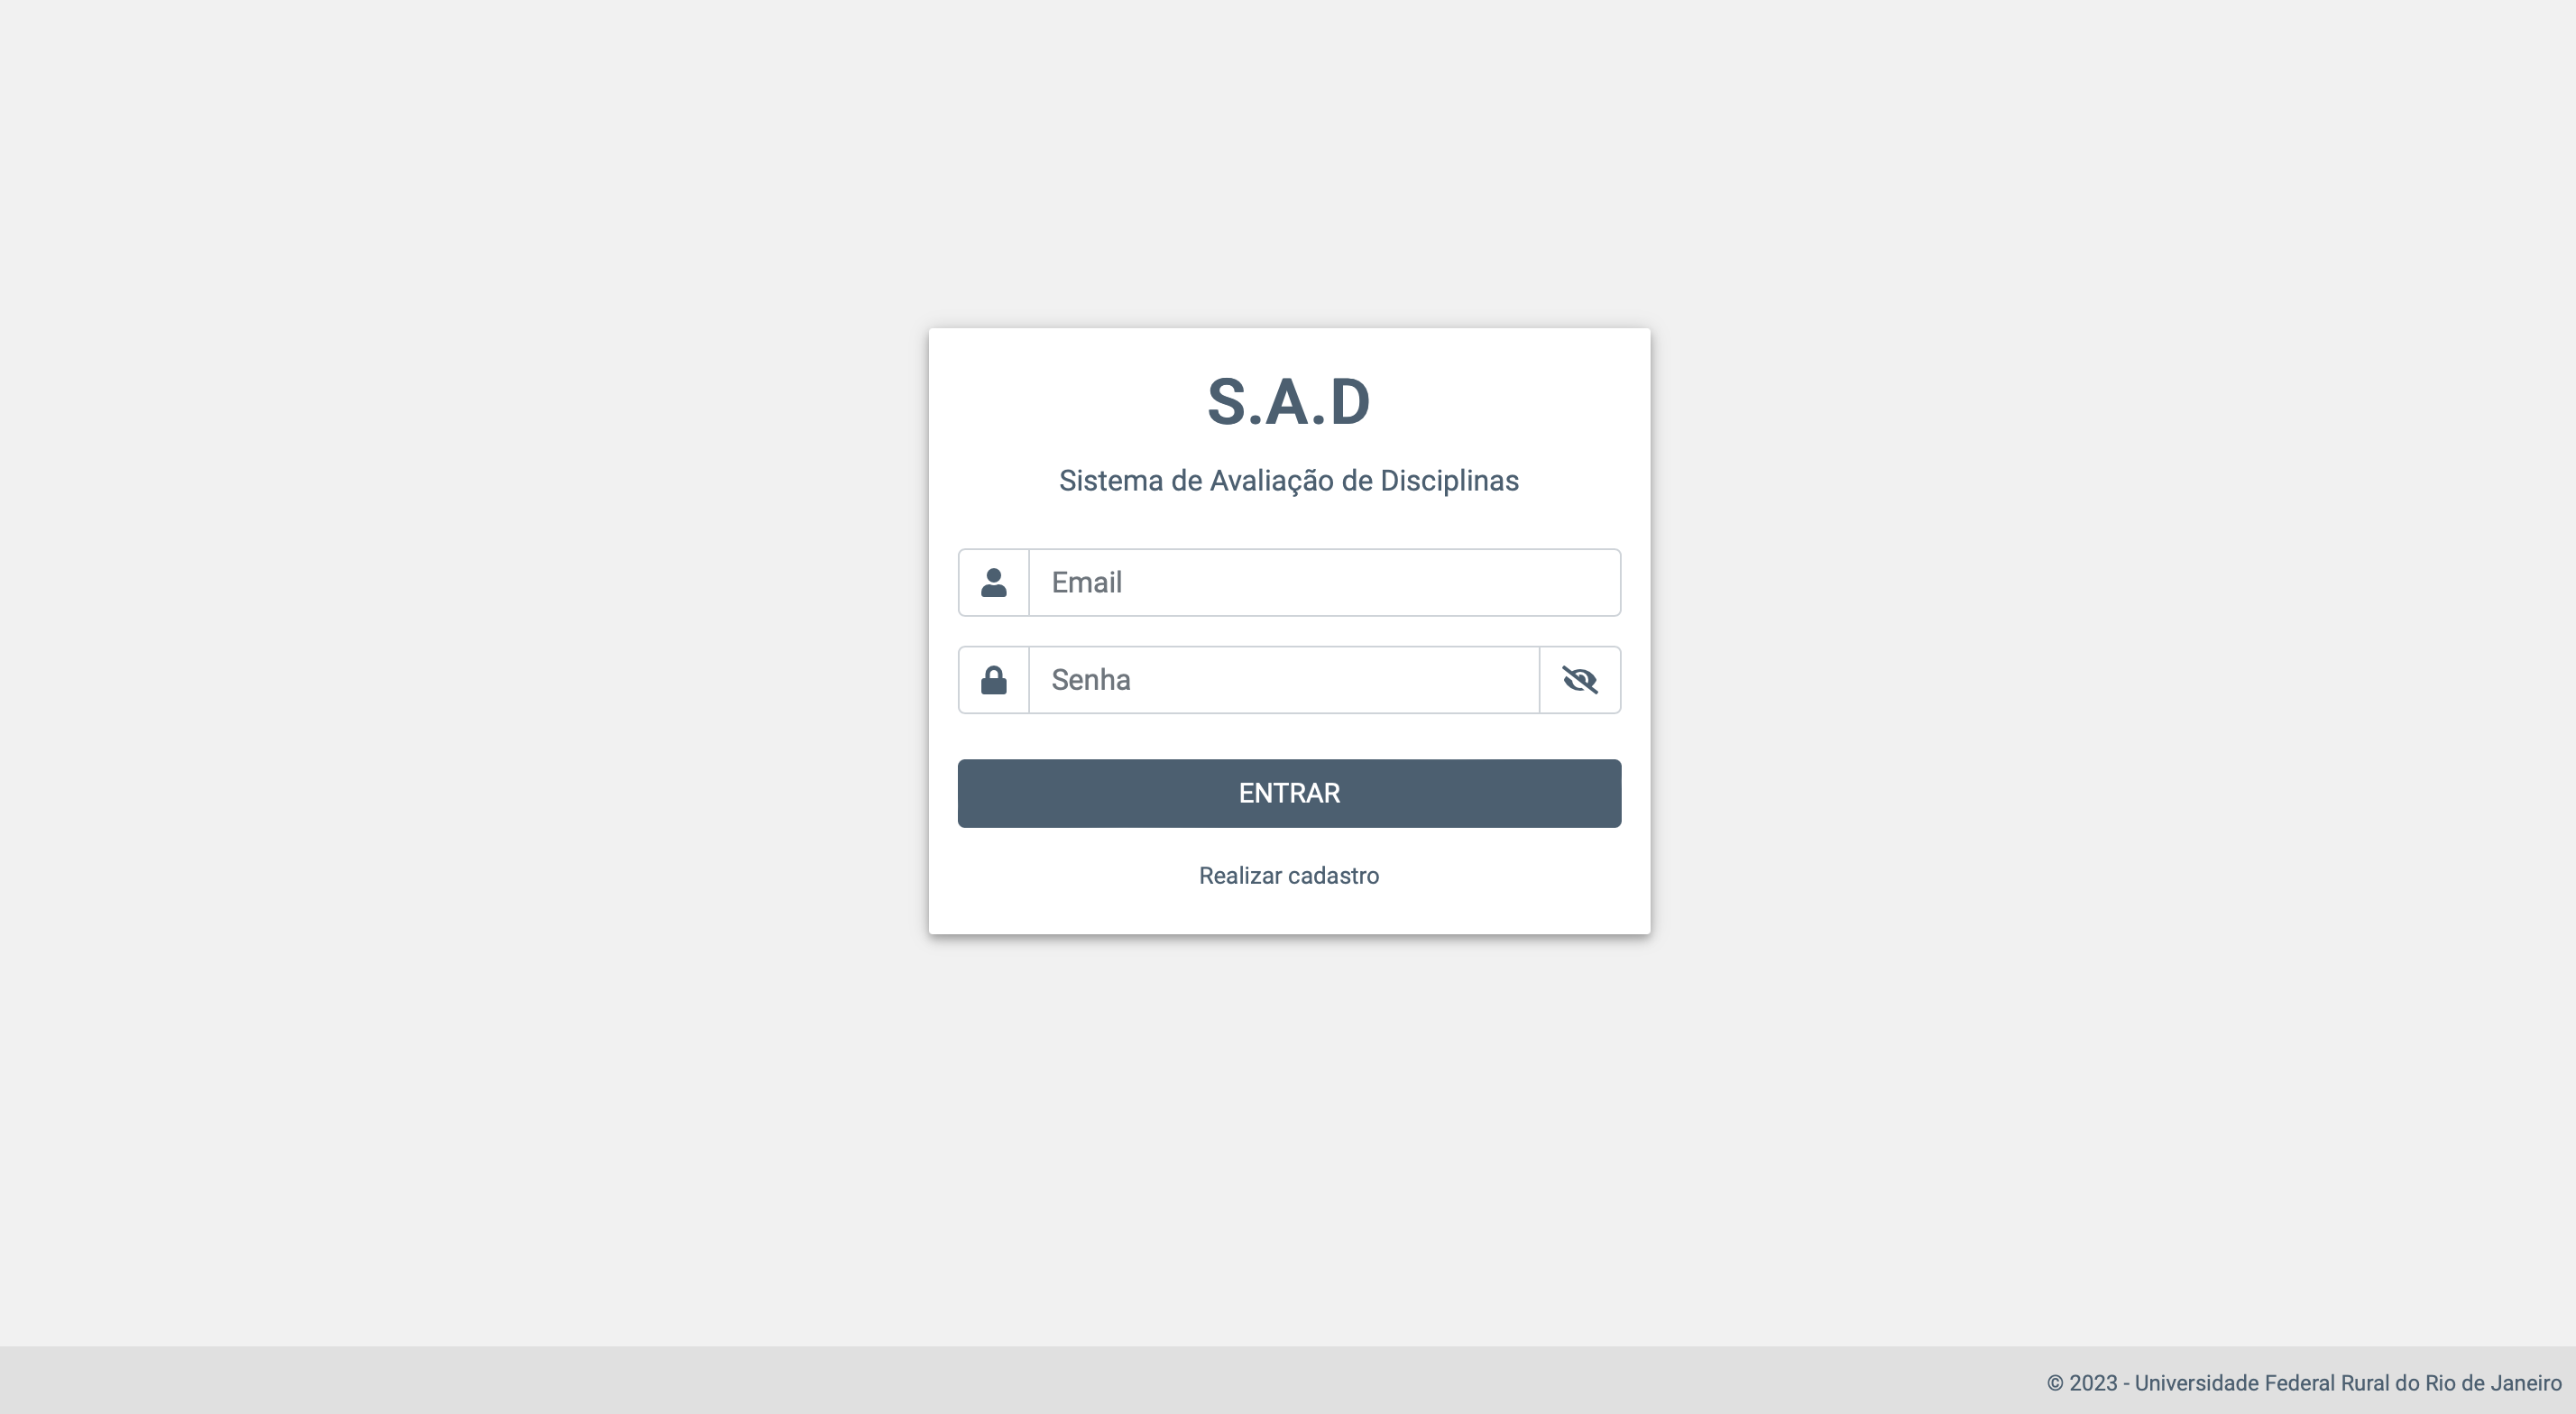 S.A.D
Sistema de Avaliação de Disciplinas
Email
Senha
ENTRAR
Realizar cadastro
© 2023 - Universidade Federal Rural do Rio de Janeiro